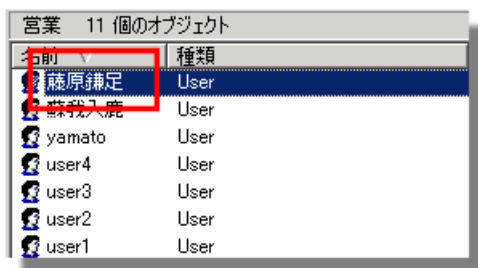 営業 11 個のオブジェクト
名前 種類
藤原鎌足 User
蘇我入鹿 User
yamato User
user4 User
user3 User
user2 User
user1 User